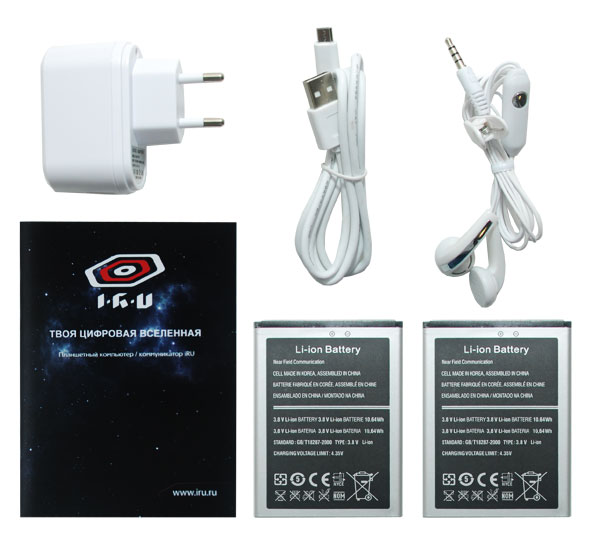 I·R·U
ТВОЯ ЦИФРОВАЯ ВСЕЛЕННАЯ
Планшетный компьютер / коммуникатор iRU
www.iru.ru
Li-ion Battery
Near Field Communication
CELL MADE IN KOREA, ASSEMBLED IN CHINA
BATTERIE FABRIQUÉ EN CORÉE, ASSEMBLÉ EN CHINE
ENSAMBLADO EN CHINA / MONTADO NA CHINA
3.8 V Li-ion BATTERY 3.8 V Li-ion BATTERIE 10.64Wh
3.8 V Li-ion BATERIA 3.8 V Li-ion BATERIA 10.64Wh
STANDARD : GB/T18287-2000 TYPE : 3.8 V Li-ion
CHARGING VOLTAGE LIMIT : 4.35V
Li-ion Battery
Near Field Communication
CELL MADE IN KOREA, ASSEMBLED IN CHINA
BATTERIE FABRIQUÉ EN CORÉE, ASSEMBLÉ EN CHINE
ENSAMBLADO EN CHINA / MONTADO NA CHINA
3.8 V Li-ion BATTERY 3.8 V Li-ion BATTERIE 10.64Wh
3.8 V Li-ion BATERIA 3.8 V Li-ion BATERIA 10.64Wh
STANDARD : GB/T18287-2000 TYPE : 3.8 V Li-ion
CHARGING VOLTAGE LIMIT : 4.35V